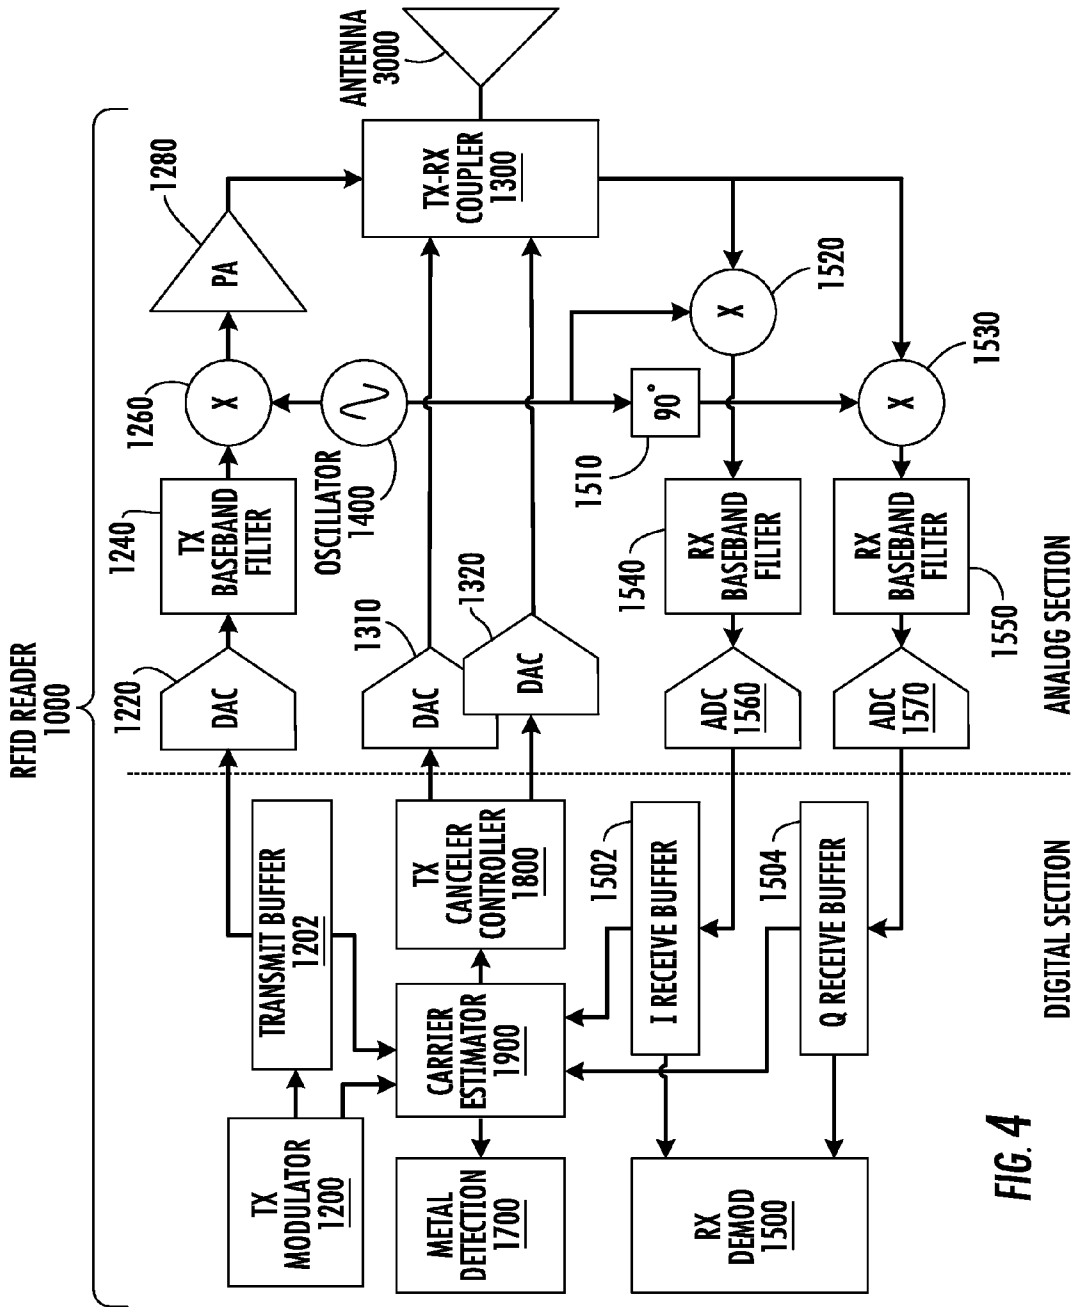 RFID READER
1000
TX
MODULATOR
1200
TRANSMIT BUFFER
1202
DAC
1220
TX
BASEBAND
FILTER
1240
X
1260
PA
1280
METAL
DETECTION
1700
CARRIER
ESTIMATOR
1900
TX
CANCELER
CONTROLLER
1800
DAC
1310
DAC
1320
OSCILLATOR
1400
TX-RX
COUPLER
1300
ANTENNA
3000
RX
DEMOD
1500
I RECEIVE BUFFER
1502
ADC
1560
RX
BASEBAND
FILTER
1540
90°
1510
X
1520
Q RECEIVE BUFFER
1504
ADC
1570
RX
BASEBAND
FILTER
1550
X
1530
DIGITAL SECTION
ANALOG SECTION
FIG. 4